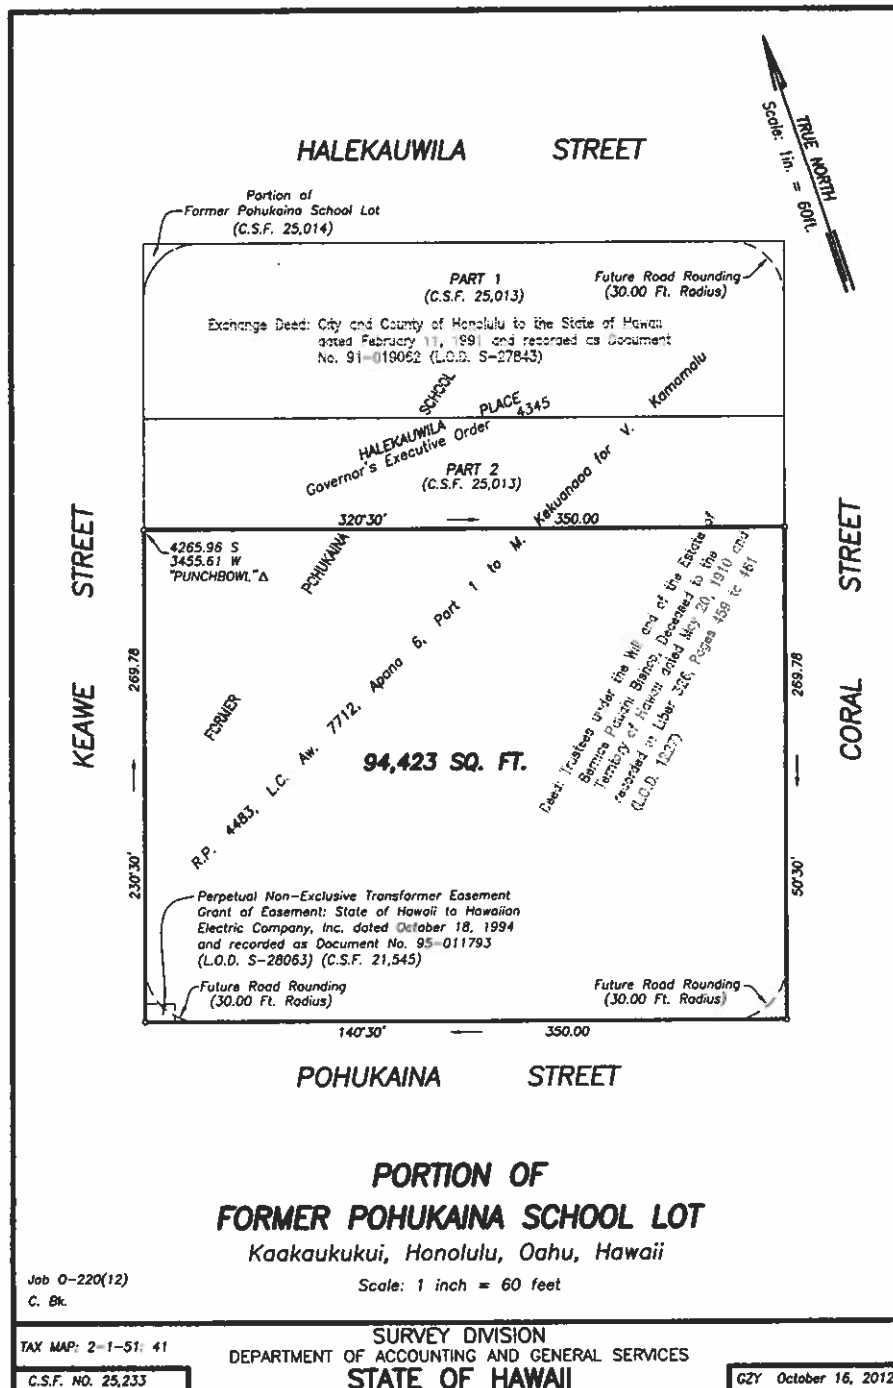 TRUE NORTH
Scale: 1in. = 60ft.
HALEKAUWILA STREET
Portion of
Former Pohukaina School Lot
(C.S.F. 25,014)
PART 1
(C.S.F. 25,013)
Future Road Rounding
(30.00 Ft. Radius)
Exchange Deed: City and County of Honolulu to the State of Hawaii
dated February 11, 1991 and recorded as Document
No. 91-019062 (L.O.D. S-27843)
FORMER POHUKAINA SCHOOL
HALEKAUWILA PLACE
Governor's Executive Order 4345
PART 2
(C.S.F. 25,013)
320°30' 350.00
4265.96 S
3455.61 W
"PUNCHBOWL" Δ
R.P. 4483, L.C. Aw. 7712, Apana 6, Part 1 to M. Kekuanaoa for V. Kamamalu
Deed: Trustees under the Will and of the Estate of
Bernice Pauahi Bishop, Deceased to the
Territory of Hawaii dated May 20, 1910 and
recorded in Liber 326, Pages 459 to 461
(L.O.D. 1227)
KEAWE STREET
230°30' 269.78
94,423 SQ. FT.
CORAL STREET
50°30' 269.78
Perpetual Non-Exclusive Transformer Easement
Grant of Easement: State of Hawaii to Hawaiian
Electric Company, Inc. dated October 18, 1994
and recorded as Document No. 95-011793
(L.O.D. S-28063) (C.S.F. 21,545)
Future Road Rounding
(30.00 Ft. Radius)
Future Road Rounding
(30.00 Ft. Radius)
140°30' 350.00
POHUKAINA STREET
PORTION OF
FORMER POHUKAINA SCHOOL LOT
Kaakaukukui, Honolulu, Oahu, Hawaii
Scale: 1 inch = 60 feet
Job O-220(12)
C. Bk.
TAX MAP: 2-1-51: 41
SURVEY DIVISION
DEPARTMENT OF ACCOUNTING AND GENERAL SERVICES
C.S.F. NO. 25,233
STATE OF HAWAII
GZY October 16, 2012